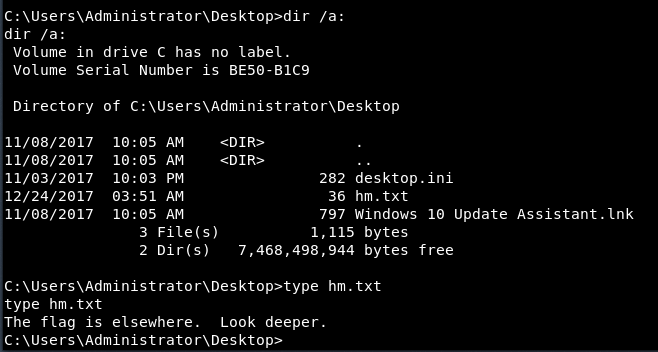 C:\Users\Administrator\Desktop>dir /a:
dir /a:
 Volume in drive C has no label.
 Volume Serial Number is BE50-B1C9

 Directory of C:\Users\Administrator\Desktop

11/08/2017  10:05 AM    <DIR>          .
11/08/2017  10:05 AM    <DIR>          ..
11/03/2017  10:03 PM               282 desktop.ini
12/24/2017  03:51 AM                36 hm.txt
11/08/2017  10:05 AM               797 Windows 10 Update Assistant.lnk
               3 File(s)          1,115 bytes
               2 Dir(s)   7,468,498,944 bytes free

C:\Users\Administrator\Desktop>type hm.txt
type hm.txt
The flag is elsewhere.  Look deeper.
C:\Users\Administrator\Desktop>